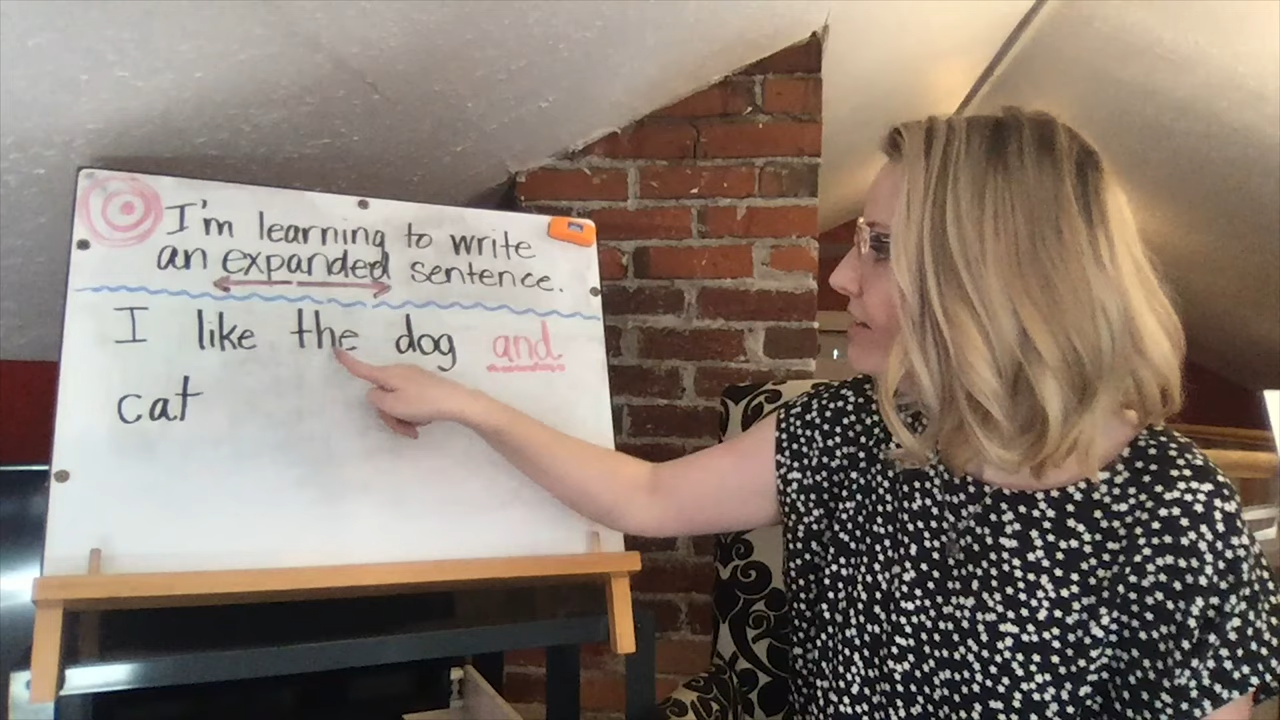 I'm learning to write
an expanded sentence.
I like the dog and
cat